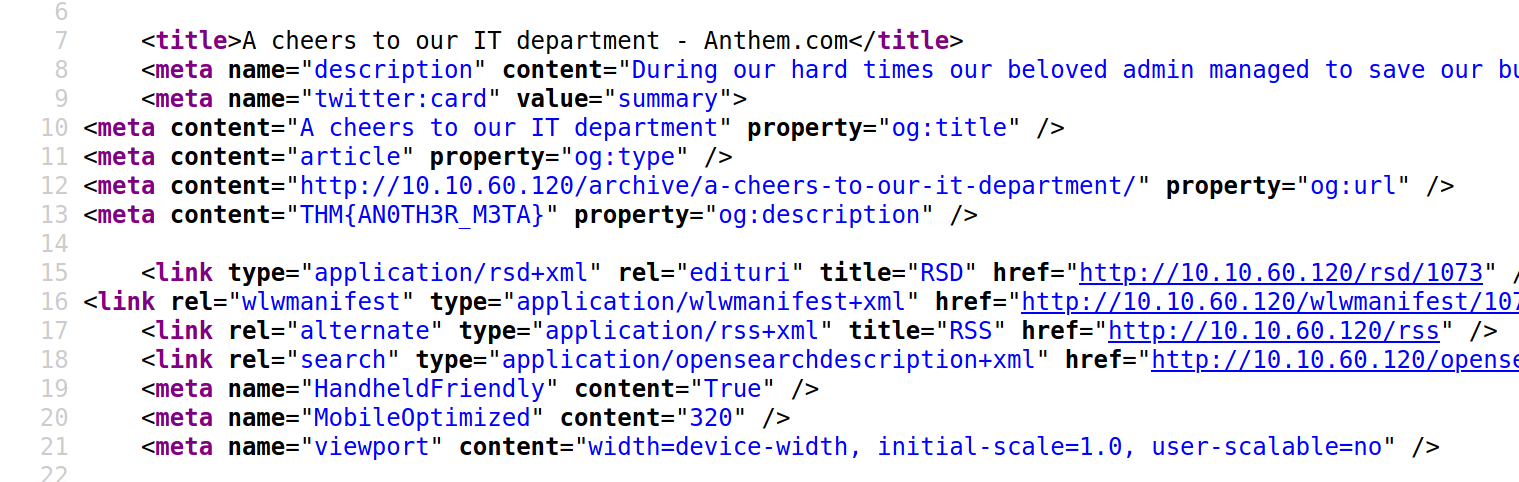 6
7 <title>A cheers to our IT department - Anthem.com</title>
8 <meta name="description" content="During our hard times our beloved admin managed to save our bu
9 <meta name="twitter:card" value="summary">
10 <meta content="A cheers to our IT department" property="og:title" />
11 <meta content="article" property="og:type" />
12 <meta content="http://10.10.60.120/archive/a-cheers-to-our-it-department/" property="og:url" />
13 <meta content="THM{AN0TH3R_M3TA}" property="og:description" />
14
15 <link type="application/rsd+xml" rel="edituri" title="RSD" href="http://10.10.60.120/rsd/1073" /
16 <link rel="wlwmanifest" type="application/wlwmanifest+xml" href="http://10.10.60.120/wlwmanifest/107
17 <link rel="alternate" type="application/rss+xml" title="RSS" href="http://10.10.60.120/rss" />
18 <link rel="search" type="application/opensearchdescription+xml" href="http://10.10.60.120/opense
19 <meta name="HandheldFriendly" content="True" />
20 <meta name="MobileOptimized" content="320" />
21 <meta name="viewport" content="width=device-width, initial-scale=1.0, user-scalable=no" />
22